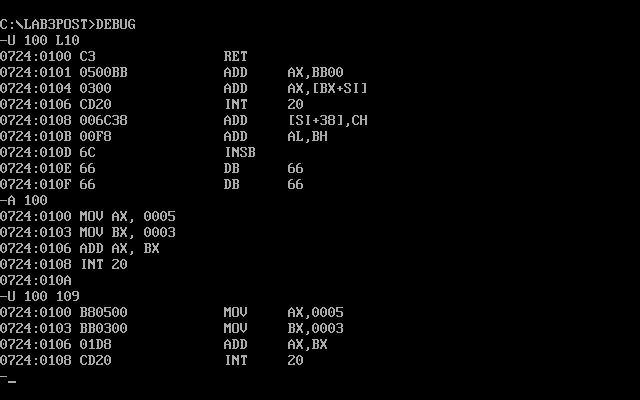 C:\LAB3POST>DEBUG
-U 100 L10
0724:0100 C3 RET
0724:0101 0500BB ADD AX,BB00
0724:0104 0300 ADD AX,[BX+SI]
0724:0106 CD20 INT 20
0724:0108 006C38 ADD [SI+38],CH
0724:010B 00F8 ADD AL,BH
0724:010D 6C INSB
0724:010E 66 DB 66
0724:010F 66 DB 66
-A 100
0724:0100 MOV AX, 0005
0724:0103 MOV BX, 0003
0724:0106 ADD AX, BX
0724:0108 INT 20
0724:010A
-U 100 109
0724:0100 B80500 MOV AX,0005
0724:0103 BB0300 MOV BX,0003
0724:0106 01D8 ADD AX,BX
0724:0108 CD20 INT 20
-_